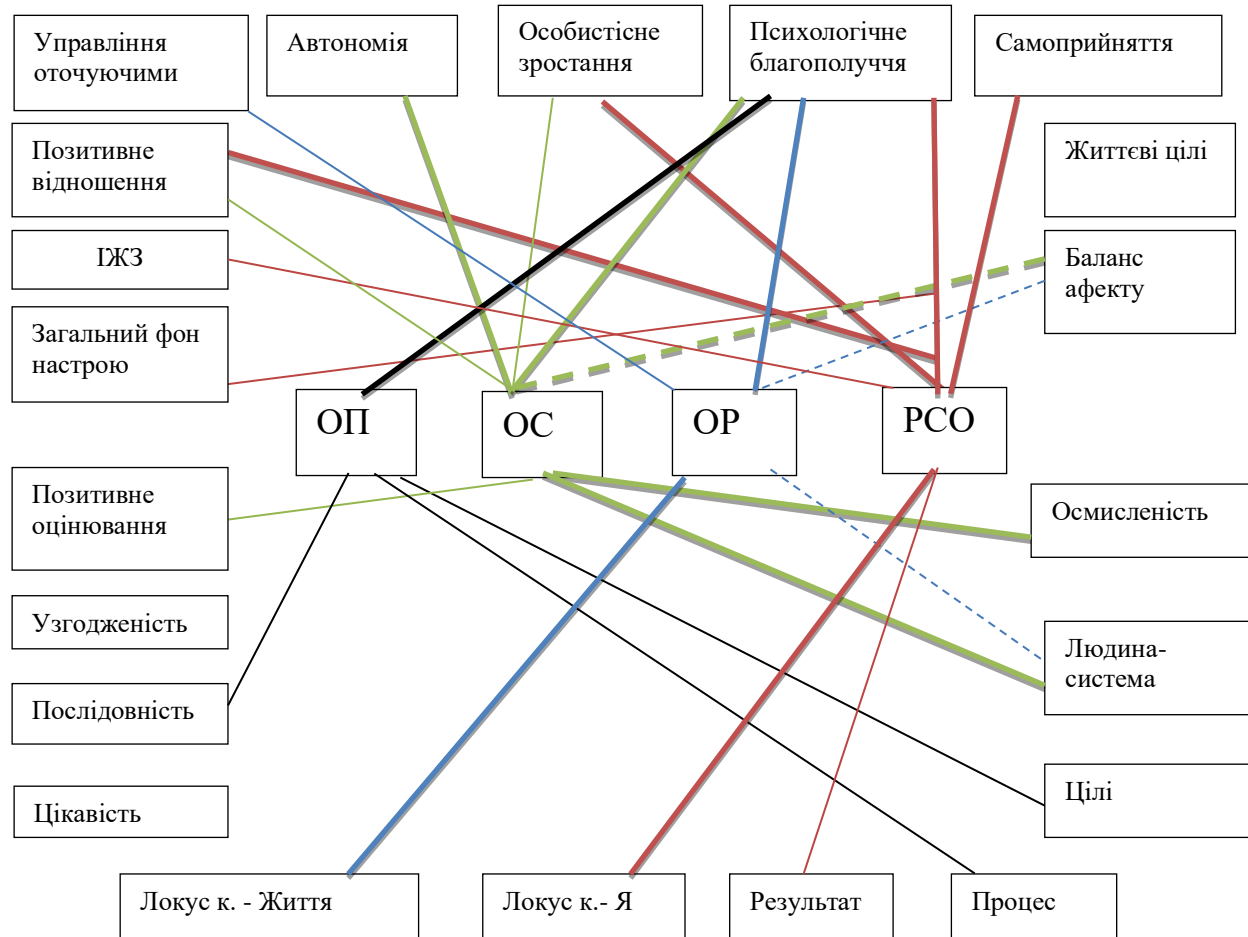 Управління
оточуючими
Автономія
Особистісне
зростання
Психологічне
благополуччя
Самоприйняття
Позитивне
відношення
Життєві цілі
ІЖЗ
Баланс
афекту
Загальний фон
настрою
ОП
ОС
ОР
РСО
Позитивне
оцінювання
Осмисленість
Узгодженість
Людина-
система
Послідовність
Цікавість
Цілі
Локус к. - Життя
Локус к.- Я
Результат
Процес